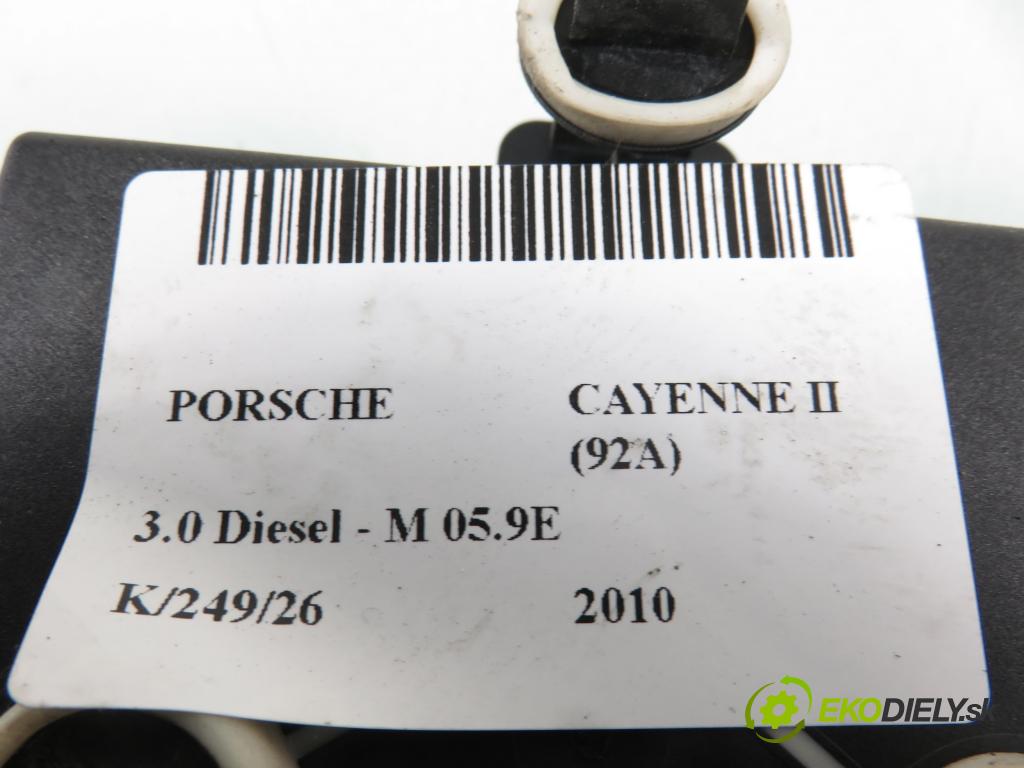 PORSCHE CAYENNE II
(92A)
3.0 Diesel - M 05.9E
K/249/26 2010
EKODIELY.sk